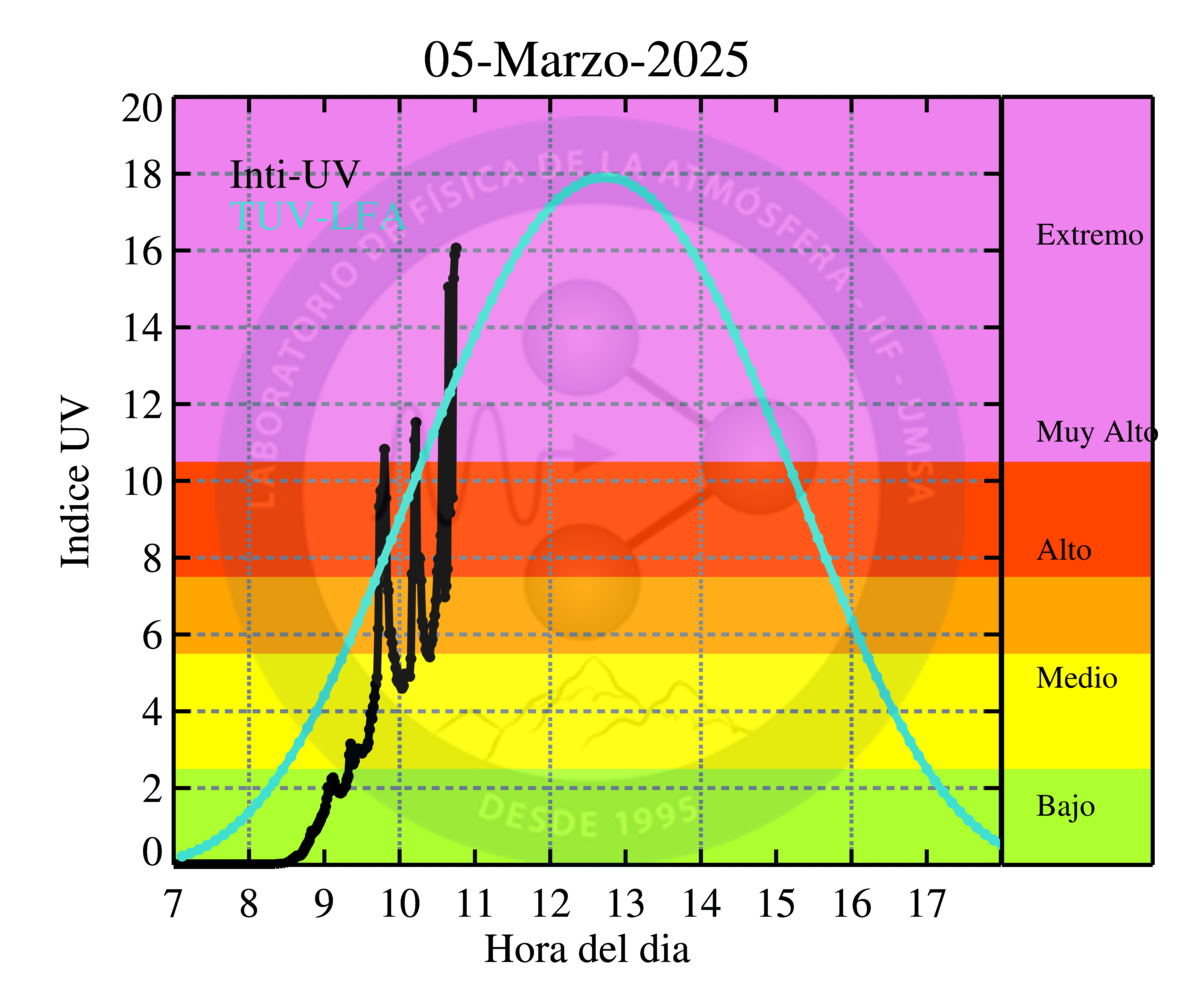 05-Marzo-2025
Inti-UV
TUV-LFA
LABORATORIO DE FÍSICA DE LA ATMÓSFERA - IIF - UMSA
DESDE 1995
Indice UV
20
18
16
14
12
10
8
6
4
2
0
Extremo
Muy Alto
Alto
Medio
Bajo
7 8 9 10 11 12 13 14 15 16 17
Hora del dia